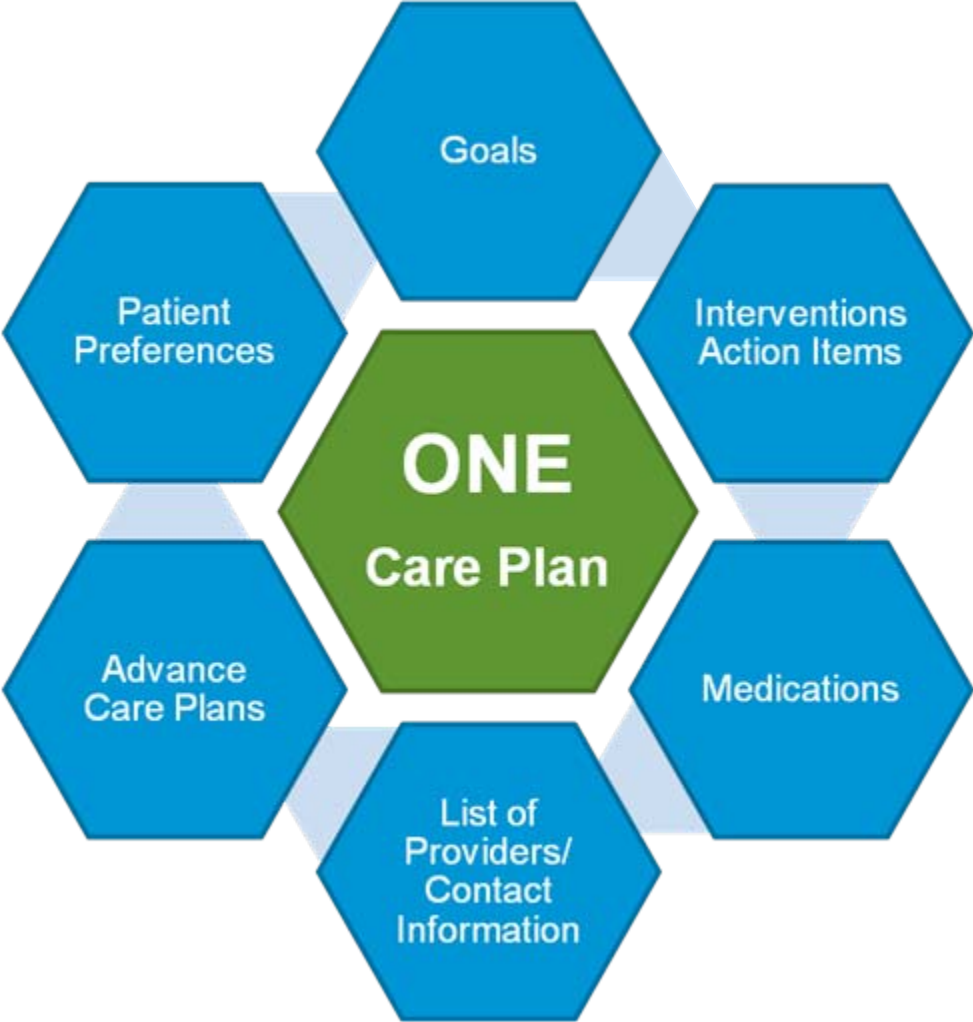 Goals
Patient
Preferences
Interventions
Action Items
ONE
Care Plan
Advance
Care Plans
Medications
List of
Providers/
Contact
Information